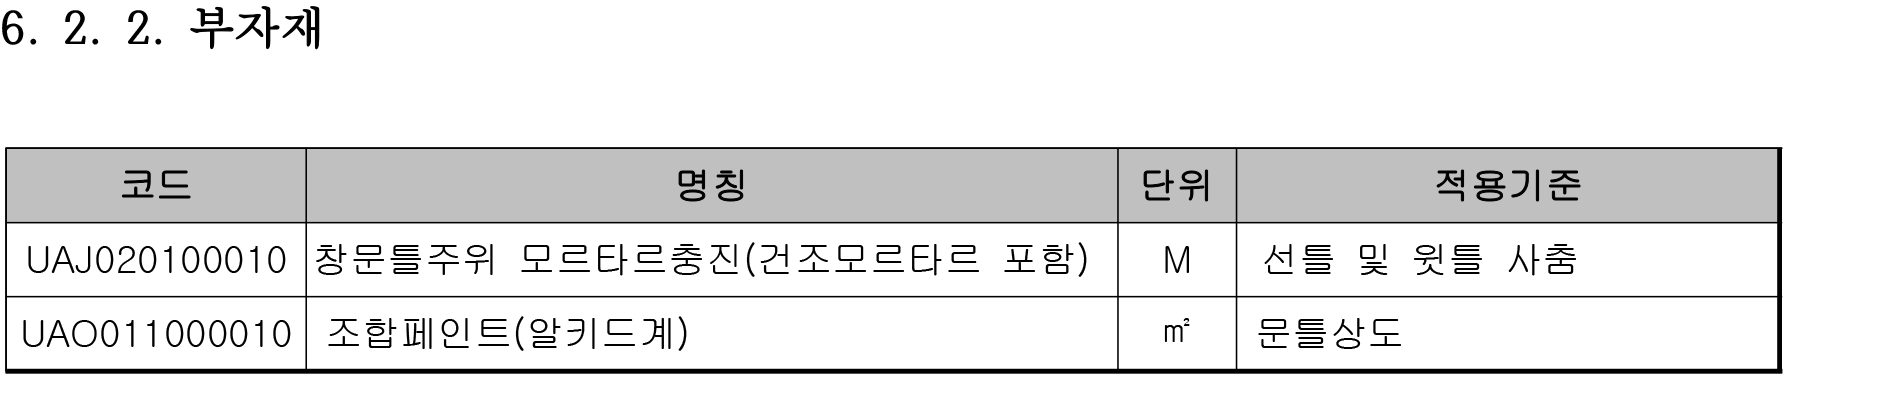 6. 2. 2. 부자재
코드 명칭 단위 적용기준
UAJ020100010 창문틀주위 모르타르충진(건조모르타르 포함) M 선틀 및 윗틀 사춤
UAO011000010 조합페인트(알키드계) ㎡ 문틀상도